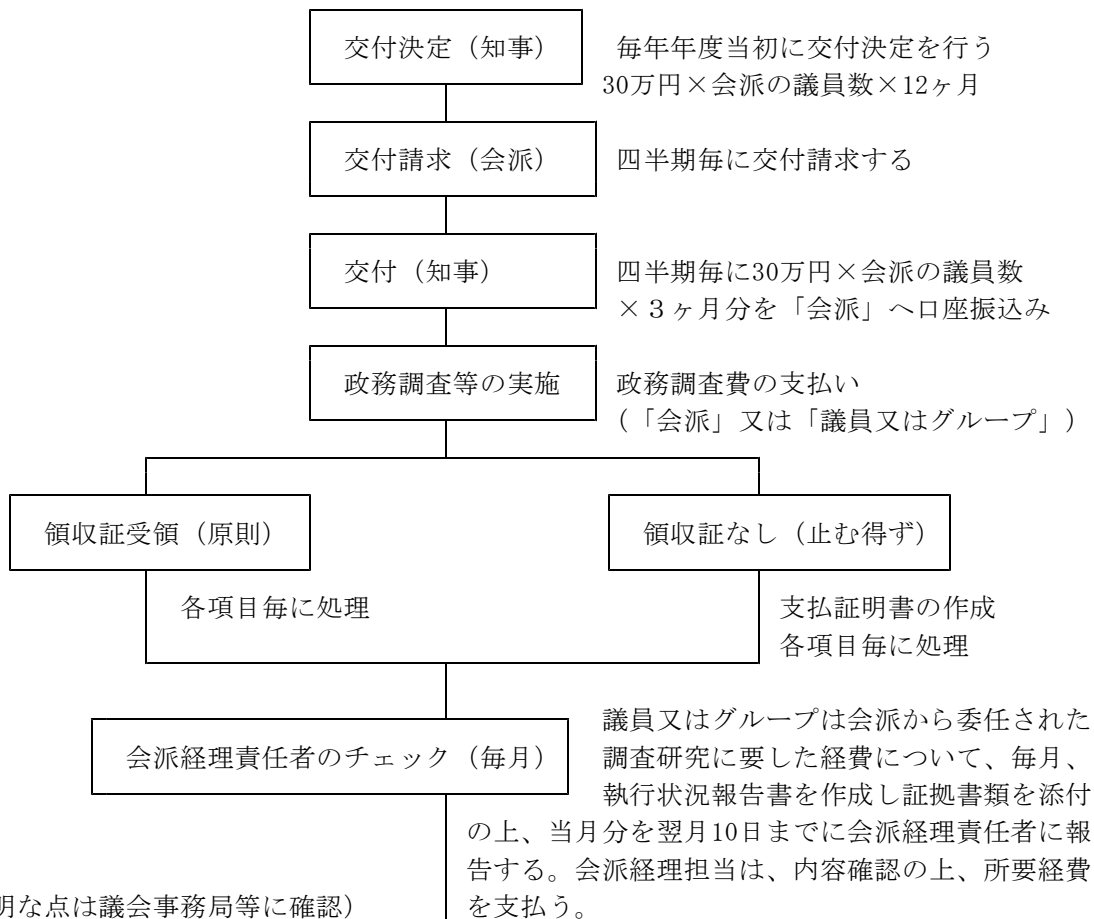 交付決定（知事）
毎年年度当初に交付決定を行う
30万円×会派の議員数×12ヶ月
交付請求（会派）
四半期毎に交付請求する
交付（知事）
四半期毎に30万円×会派の議員数
×３ヶ月分を「会派」へ口座振込み
政務調査等の実施
政務調査費の支払い
（「会派」又は「議員又はグループ」）
領収証受領（原則）
領収証なし（止む得ず）
各項目毎に処理
支払証明書の作成
各項目毎に処理
会派経理責任者のチェック（毎月）
議員又はグループは会派から委任された
調査研究に要した経費について、毎月、
執行状況報告書を作成し証拠書類を添付
の上、当月分を翌月10日までに会派経理責任者に報
告する。会派経理担当は、内容確認の上、所要経費
を支払う。
明な点は議会事務局等に確認）